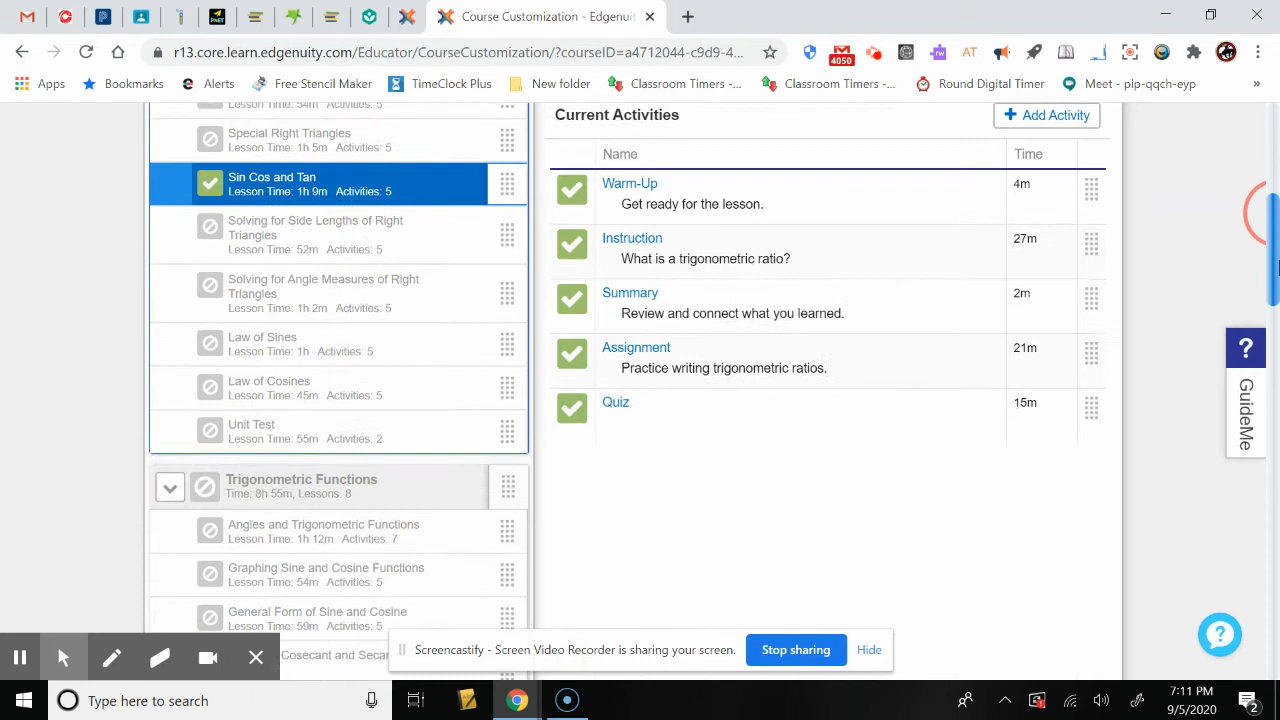 Course Customization - Edgenuity
r13.core.learn.edgenuity.com/Educator/CourseCustomization/?courseID=a4712044-c9d9-4...
4050
rw
AT
Apps
Bookmarks
Alerts
Free Stencil Maker
TimeClock Plus
New folder
Classroom Timers -...
Classroom Timers -...
Round Digital Timer
Meet - pip-qqch-eyp
»
Lesson Time: 54m Activities: 5
Special Right Triangles
Lesson Time: 1h 5m Activities: 5
Sin Cos and Tan
Lesson Time: 1h 9m Activities: 5
Solving for Side Lengths of Right
Triangles
Lesson Time: 52m Activities: 5
Solving for Angle Measures of Right
Triangles
Lesson Time: 1h 2m Activities: 5
Law of Sines
Lesson Time: 1h Activities: 5
Law of Cosines
Lesson Time: 45m Activities: 5
Unit Test
Lesson Time: 55m Activities: 2
Trigonometric Functions
Time: 8h 55m, Lessons: 8
Angles and Trigonometric Functions
Lesson Time: 1h 12m Activities: 7
Graphing Sine and Cosine Functions
Lesson Time: 54m Activities: 5
General Form of Sine and Cosine
Lesson Time: 59m Activities: 5
Cosecant and Secan
Current Activities
+ Add Activity
Name Time
Warm-Up 4m
Get ready for the lesson.
Instruction 27m
What is a trigonometric ratio?
Summary 2m
Review and connect what you learned.
Assignment 21m
Practice writing trigonometric ratios.
Quiz 15m
?
GuideMe
?
Screencastify - Screen Video Recorder is sharing your screen.
Stop sharing
Hide
Type here to search
7:11 PM
9/5/2020
2